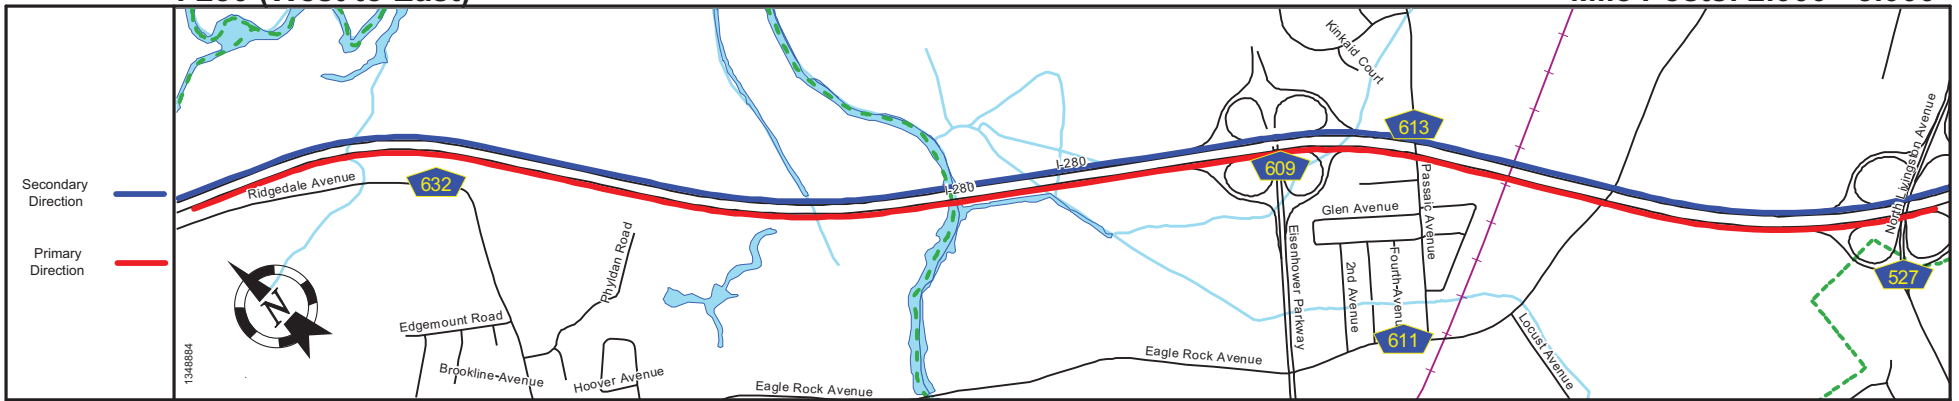 Secondary
Direction
Primary
Direction
Ridgedale Avenue
632
I-280
I-280
609
613
Kinkaid Court
Passaic Avenue
Glen Avenue
2nd Avenue
Fourth-Avenue
Eisenhower Parkway
611
Eagle Rock Avenue
Eagle Rock Avenue
Locust Avenue
North Livingston Avenue
527
Phyldan Road
Edgemount Road
Brookline-Avenue
Hoover Avenue
N
1348884